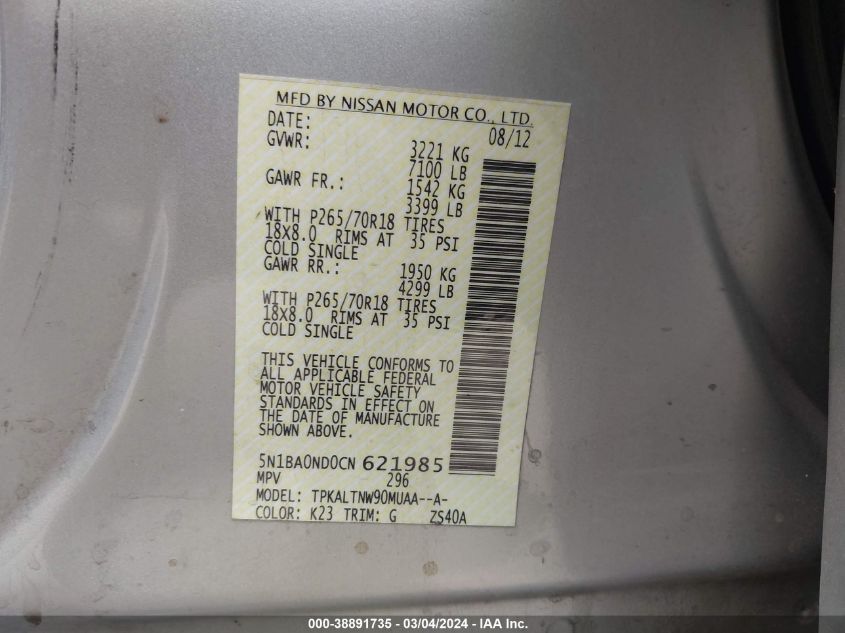 MFD BY NISSAN MOTOR CO., LTD.
DATE: 08/12
GVWR: 3221 KG
7100 LB
GAWR FR.: 1542 KG
3399 LB
WITH P265/70R18 TIRES
18X8.0 RIMS AT 35 PSI
COLD SINGLE
GAWR RR.: 1950 KG
4299 LB
WITH P265/70R18 TIRES
18X8.0 RIMS AT 35 PSI
COLD SINGLE
THIS VEHICLE CONFORMS TO
ALL APPLICABLE FEDERAL
MOTOR VEHICLE SAFETY
STANDARDS IN EFFECT ON
THE DATE OF MANUFACTURE
SHOWN ABOVE.
5N1BA0ND0CN 621985
MPV 296
MODEL: TPKALTNW90MUAA--A-
COLOR: K23 TRIM: G ZS40A
000-38891735 - 03/04/2024 - IAA Inc.